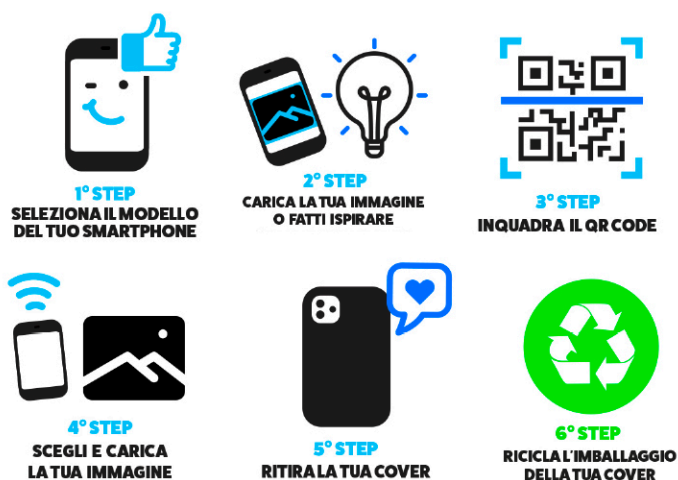 1° STEP
SELEZIONA IL MODELLO
DEL TUO SMARTPHONE
2° STEP
CARICA LA TUA IMMAGINE
O FATTI ISPIRARE
3° STEP
INQUADRA IL QR CODE
4° STEP
SCEGLI E CARICA
LA TUA IMMAGINE
5° STEP
RITIRA LA TUA COVER
6° STEP
RICICLA L'IMBALLAGGIO
DELLA TUA COVER